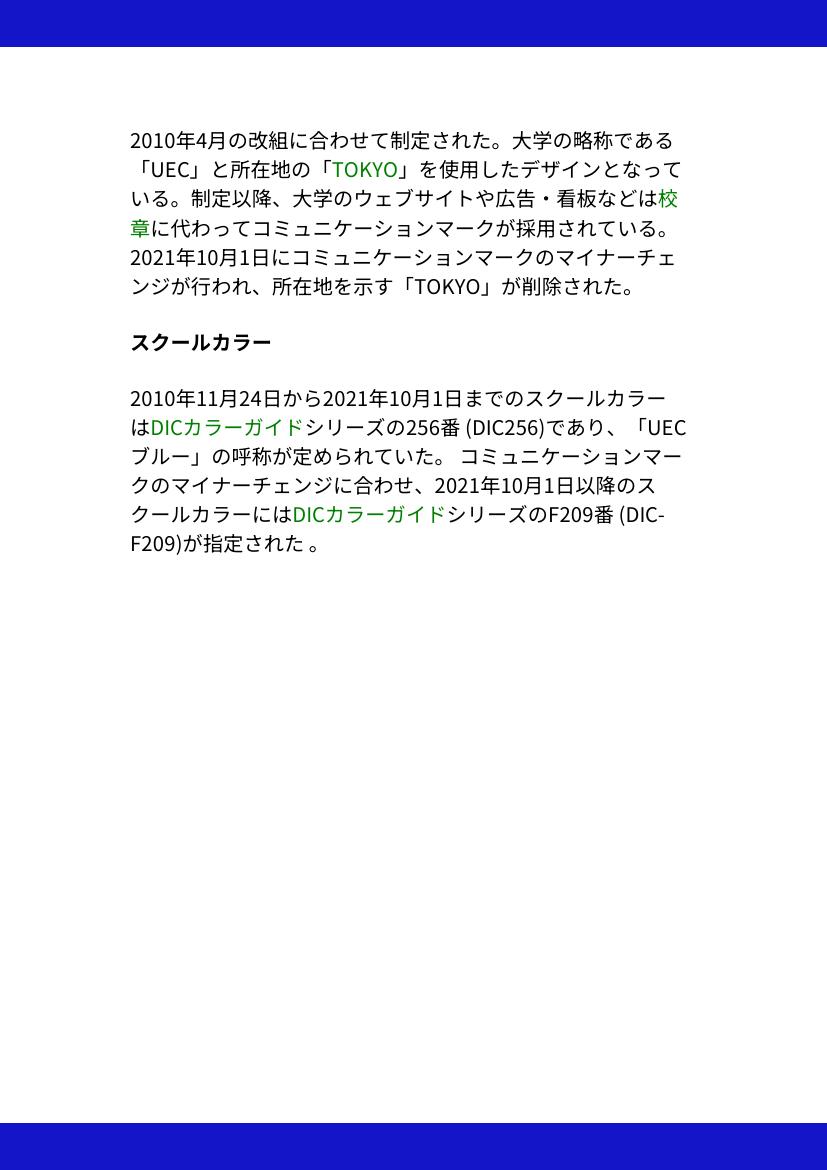 2010年4月の改組に合わせて制定された。大学の略称である
「UEC」と所在地の「TOKYO」を使用したデザインとなって
いる。制定以降、大学のウェブサイトや広告・看板などは校
章に代わってコミュニケーションマークが採用されている。
2021年10月1日にコミュニケーションマークのマイナーチェ
ンジが行われ、所在地を示す「TOKYO」が削除された。
スクールカラー
2010年11月24日から2021年10月1日までのスクールカラー
はDICカラーガイドシリーズの256番 (DIC256)であり、「UEC
ブルー」の呼称が定められていた。 コミュニケーションマー
クのマイナーチェンジに合わせ、2021年10月1日以降のス
クールカラーにはDICカラーガイドシリーズのF209番 (DIC-
F209)が指定された 。